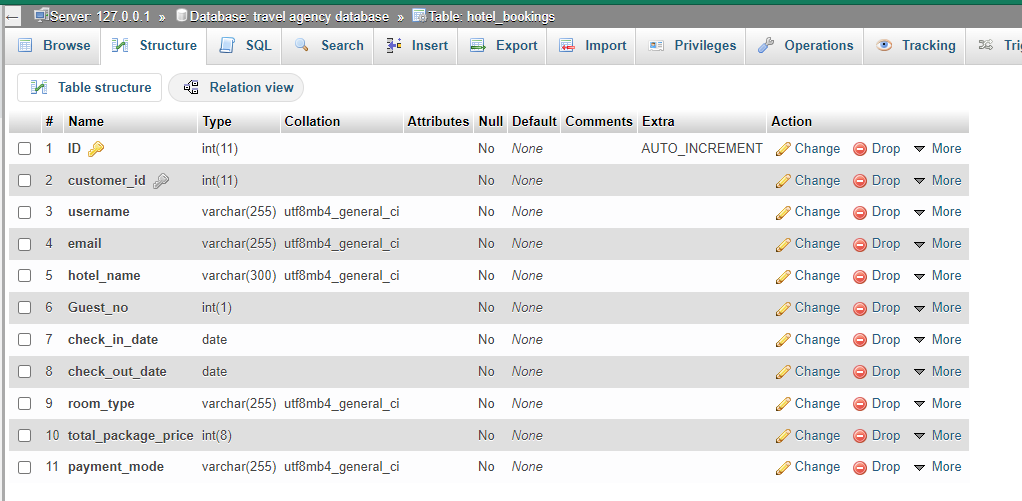 Server: 127.0.0.1 » Database: travel agency database » Table: hotel_bookings
Browse Structure SQL Search Insert Export Import Privileges Operations Tracking
Table structure Relation view
# Name Type Collation Attributes Null Default Comments Extra Action
1 ID int(11) No None AUTO_INCREMENT Change Drop More
2 customer_id int(11) No None Change Drop More
3 username varchar(255) utf8mb4_general_ci No None Change Drop More
4 email varchar(255) utf8mb4_general_ci No None Change Drop More
5 hotel_name varchar(300) utf8mb4_general_ci No None Change Drop More
6 Guest_no int(1) No None Change Drop More
7 check_in_date date No None Change Drop More
8 check_out_date date No None Change Drop More
9 room_type varchar(255) utf8mb4_general_ci No None Change Drop More
10 total_package_price int(8) No None Change Drop More
11 payment_mode varchar(255) utf8mb4_general_ci No None Change Drop More